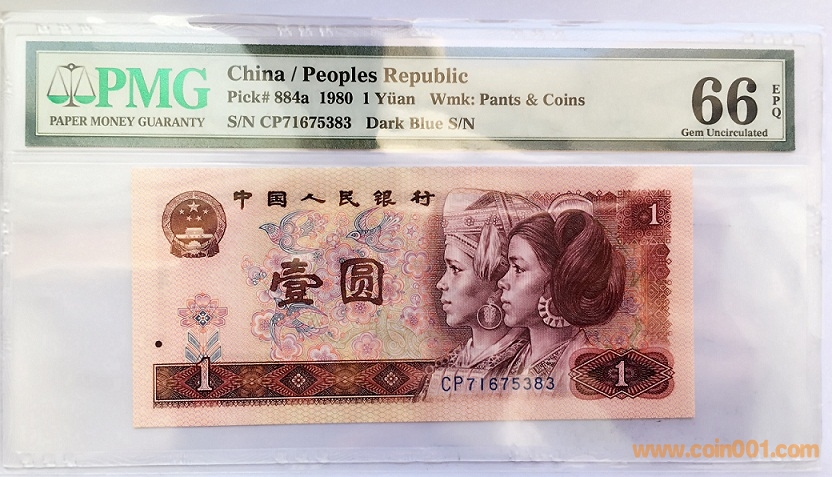 PMG
PAPER MONEY GUARANTY
China / Peoples Republic
Pick# 884a 1980 1 Yüan Wmk: Pants & Coins
S/N CP71675383 Dark Blue S/N
66
EPQ
Gem Uncirculated
中国人民银行
1
壹圆
1
CP71675383
1
www.coin001.com